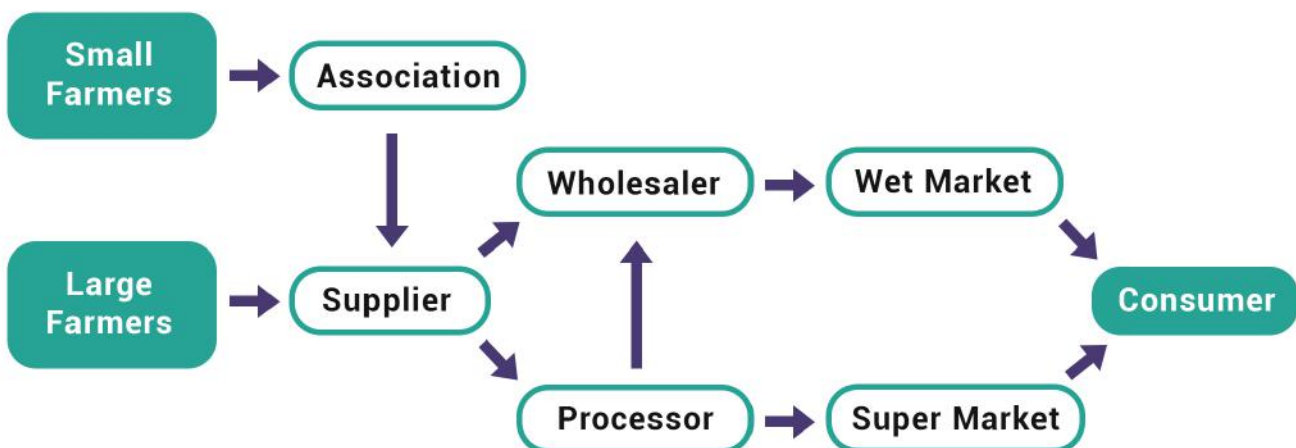 Small
Farmers
Association
Wholesaler
Wet Market
Large
Farmers
Supplier
Consumer
Processor
Super Market